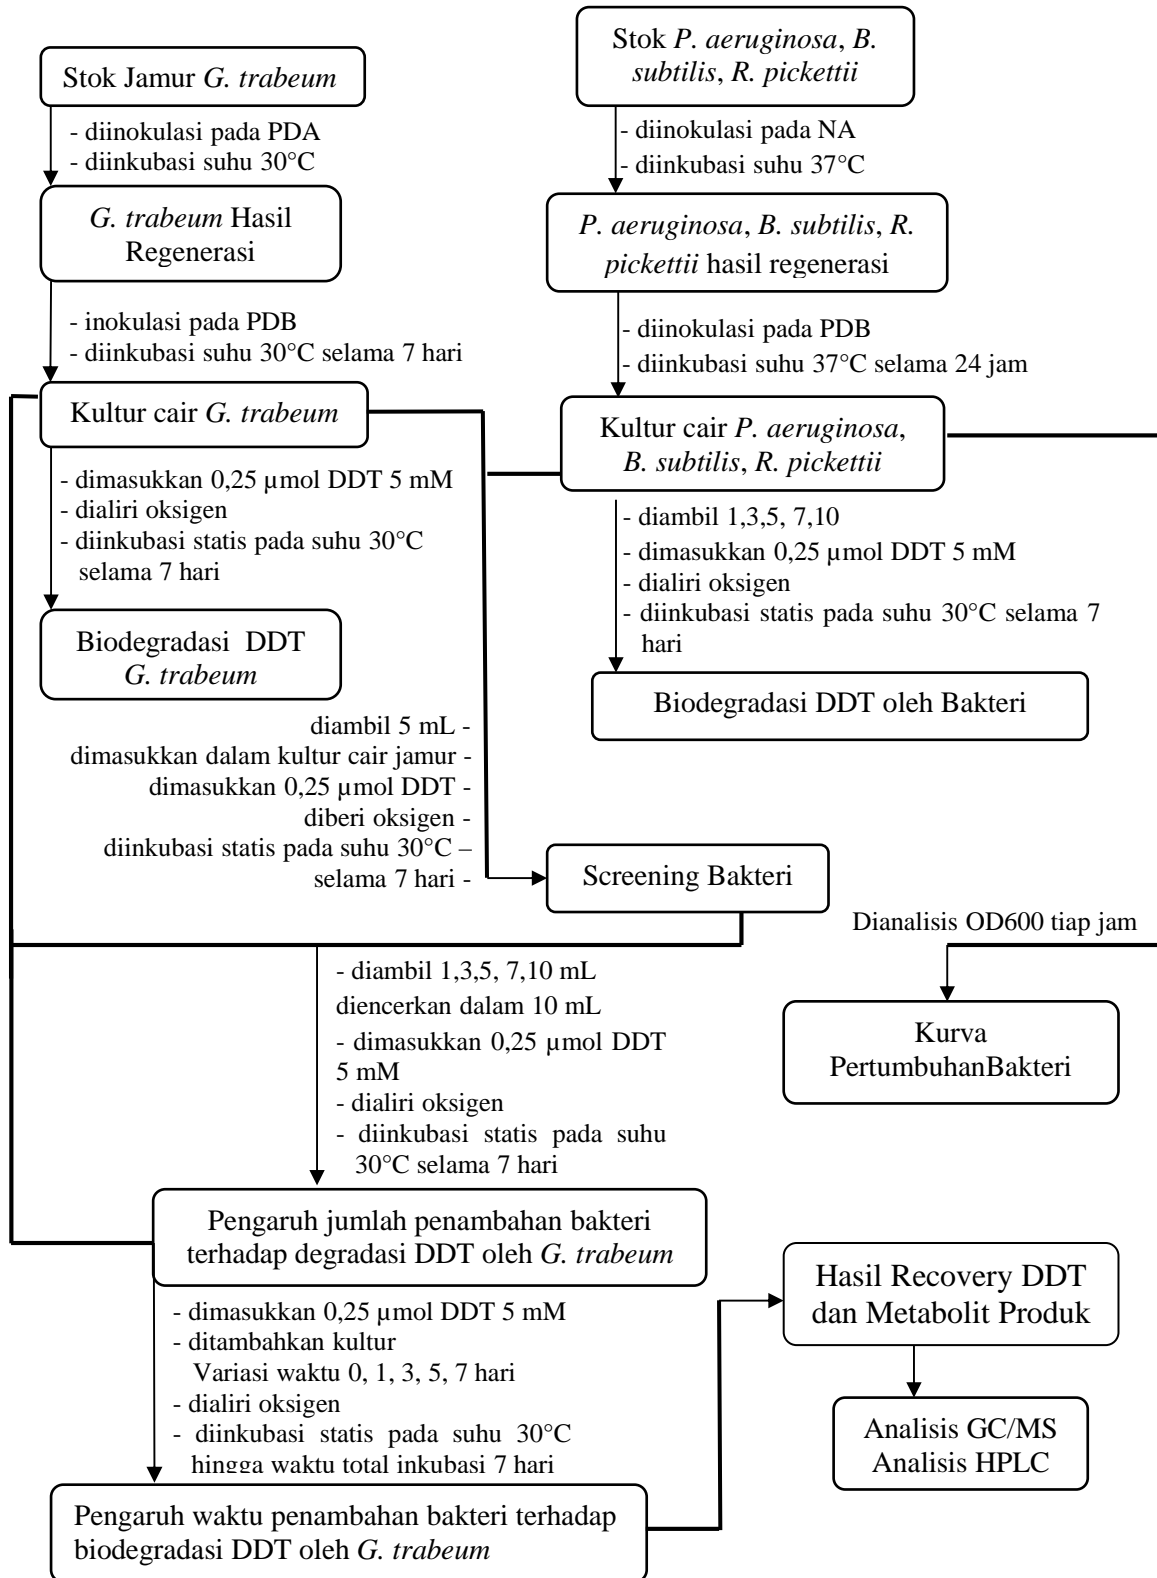 Stok Jamur G. trabeum
- diinokulasi pada PDA
- diinkubasi suhu 30°C
G. trabeum Hasil
Regenerasi
- inokulasi pada PDB
- diinkubasi suhu 30°C selama 7 hari
Kultur cair G. trabeum
- dimasukkan 0,25 µmol DDT 5 mM
- dialiri oksigen
- diinkubasi statis pada suhu 30°C
selama 7 hari
Biodegradasi DDT
G. trabeum
Stok P. aeruginosa, B.
subtilis, R. pickettii
- diinokulasi pada NA
- diinkubasi suhu 37°C
P. aeruginosa, B. subtilis, R.
pickettii hasil regenerasi
- diinokulasi pada PDB
- diinkubasi suhu 37°C selama 24 jam
Kultur cair P. aeruginosa,
B. subtilis, R. pickettii
- diambil 1,3,5, 7,10
- dimasukkan 0,25 µmol DDT 5 mM
- dialiri oksigen
- diinkubasi statis pada suhu 30°C selama 7
hari
Biodegradasi DDT oleh Bakteri
diambil 5 mL -
dimasukkan dalam kultur cair jamur -
dimasukkan 0,25 µmol DDT -
diberi oksigen -
diinkubasi statis pada suhu 30°C –
selama 7 hari -
Screening Bakteri
Dianalisis OD600 tiap jam
Kurva
PertumbuhanBakteri
- diambil 1,3,5, 7,10 mL
diencerkan dalam 10 mL
- dimasukkan 0,25 µmol DDT
5 mM
- dialiri oksigen
- diinkubasi statis pada suhu
30°C selama 7 hari
Pengaruh jumlah penambahan bakteri
terhadap degradasi DDT oleh G. trabeum
- dimasukkan 0,25 µmol DDT 5 mM
- ditambahkan kultur
Variasi waktu 0, 1, 3, 5, 7 hari
- dialiri oksigen
- diinkubasi statis pada suhu 30°C
hingga waktu total inkubasi 7 hari
Pengaruh waktu penambahan bakteri terhadap
biodegradasi DDT oleh G. trabeum
Hasil Recovery DDT
dan Metabolit Produk
Analisis GC/MS
Analisis HPLC